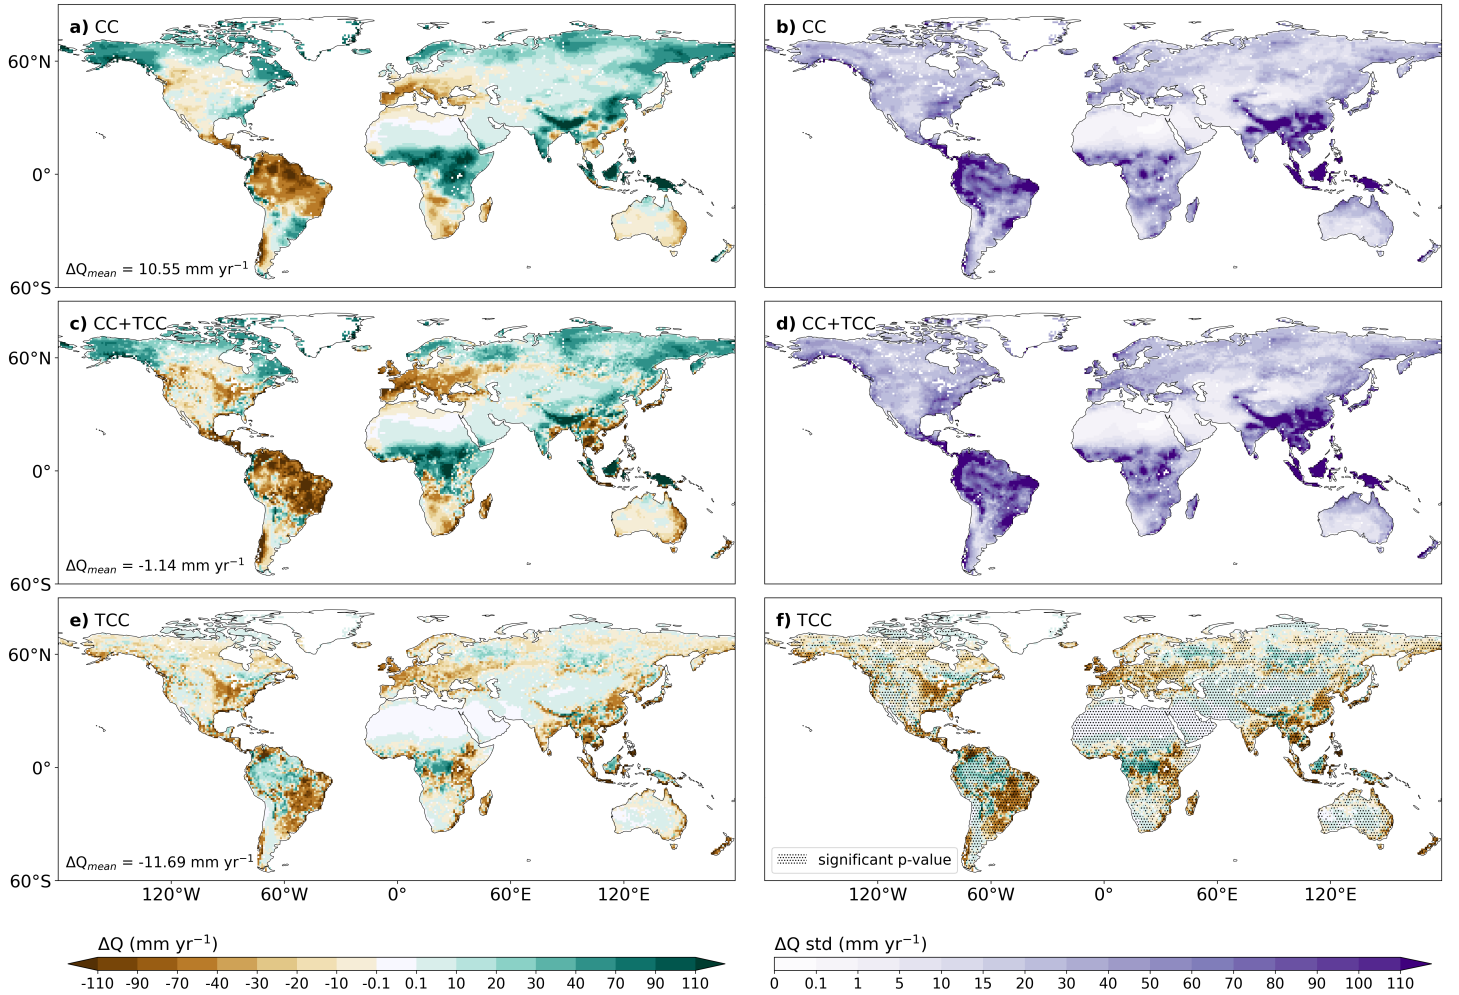 a) CC
b) CC
60°N
0°
ΔQmean = 10.55 mm yr⁻¹
60°S
c) CC+TCC
d) CC+TCC
60°N
0°
ΔQmean = -1.14 mm yr⁻¹
60°S
e) TCC
f) TCC
60°N
0°
ΔQmean = -11.69 mm yr⁻¹
significant p-value
60°S
120°W 60°W 0° 60°E 120°E
120°W 60°W 0° 60°E 120°E
ΔQ (mm yr⁻¹)
-110 -90 -70 -40 -30 -20 -10 -0.1 0.1 10 20 30 40 70 90 110
ΔQ std (mm yr⁻¹)
0 0.1 1 5 10 15 20 30 40 50 60 70 80 90 100 110